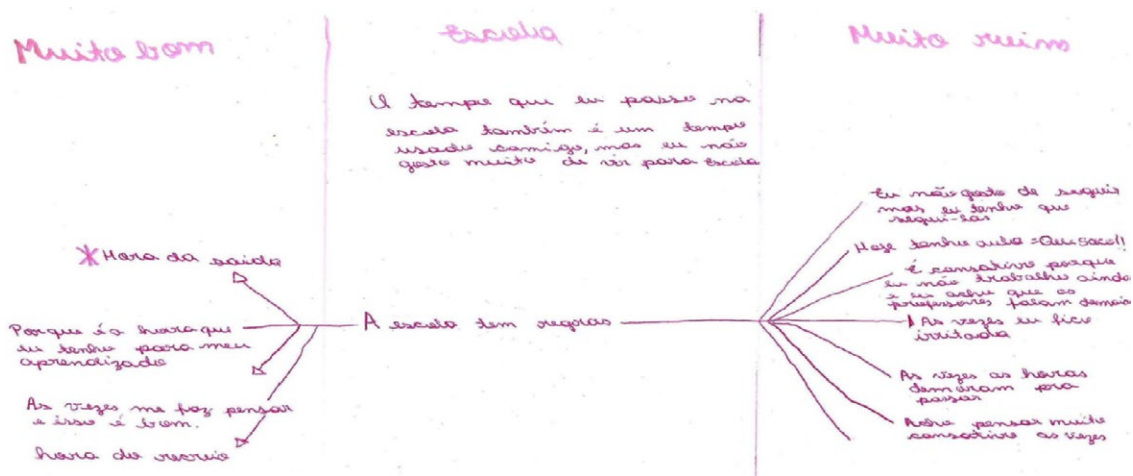 Muito bom
Escola
Muito ruim
O tempo que eu passo na
escola também é um tempo
usado comigo, mas eu não
gosto muito de vir para escola
* Hora da saída
Porque é a hora que
eu tenho para meu
aprendizado
As vezes me faz pensar
e isso é bom.
hora do recreio
A escola tem regras
Eu não gosto de seguir
mas eu tenho que
segui-las
Hoje tenho aula =Que saco!!
É cansativo porque
eu não trabalho ainda
e eu acho que os
professores falam demais
As vezes eu fico
irritada
As vezes as horas
demoram pra
passar
Acho pensar muito
cansativo as vezes